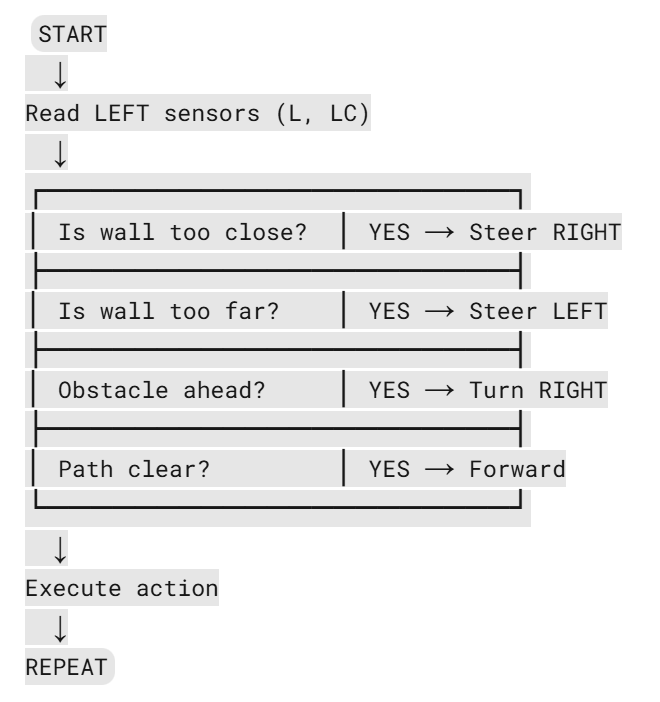 START
↓
Read LEFT sensors (L, LC)
↓
┌─────────────────────────┐
│ Is wall too close? │ YES → Steer RIGHT
├─────────────────────────┤
│ Is wall too far? │ YES → Steer LEFT
├─────────────────────────┤
│ Obstacle ahead? │ YES → Turn RIGHT
├─────────────────────────┤
│ Path clear? │ YES → Forward
└─────────────────────────┘
↓
Execute action
↓
REPEAT